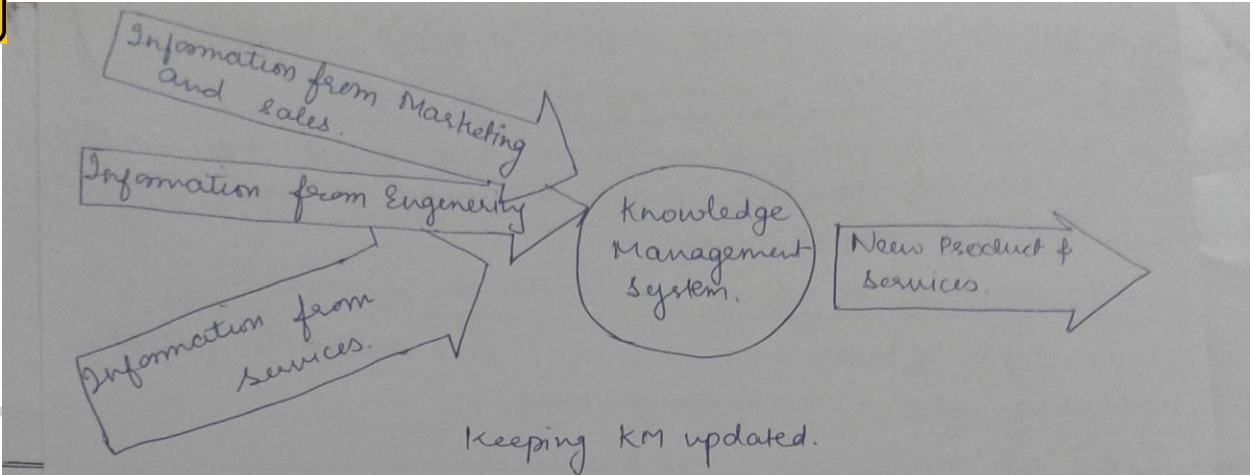 Information from Marketing
and sales.
Information from Eugenerity
Information from
services.
Knowledge
Management
System.
New Product &
Services.
Keeping KM updated.